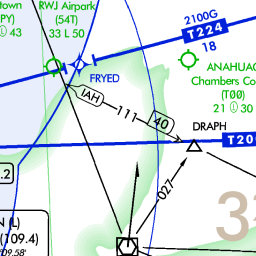 town
PY) 43
RWJ Airpark
(54T)
33 L 50
2100G
T224
18
FRYED
ANAHUAC
Chambers Co
(T00)
21 30
IAH
111
40
DRAPH
T20
.2
027
3
N (L)
(109.4)
°09.58'